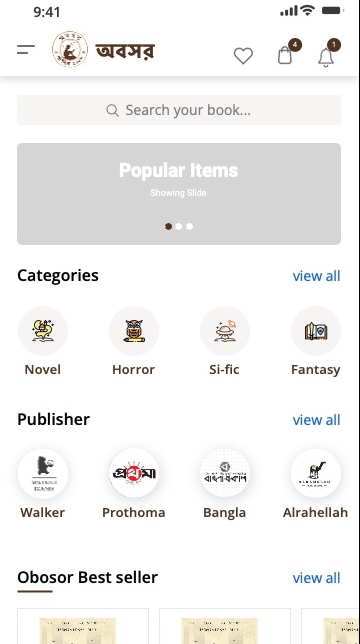 9:41
অবসর
4
1
Search your book...
Popular Items
Showing Slide
Categories
view all
Novel
Horror
Si-fic
Fantasy
Publisher
view all
প্রথমা
Walker
Prothoma
Bangla
Alrahellah
Obosor Best seller
view all